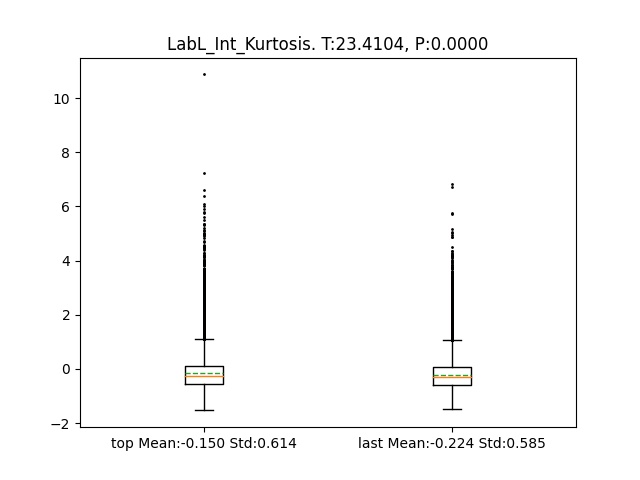 LabL_Int_Kurtosis. T:23.4104, P:0.0000
10
8
6
4
2
0
−2
top Mean:-0.150 Std:0.614
last Mean:-0.224 Std:0.585